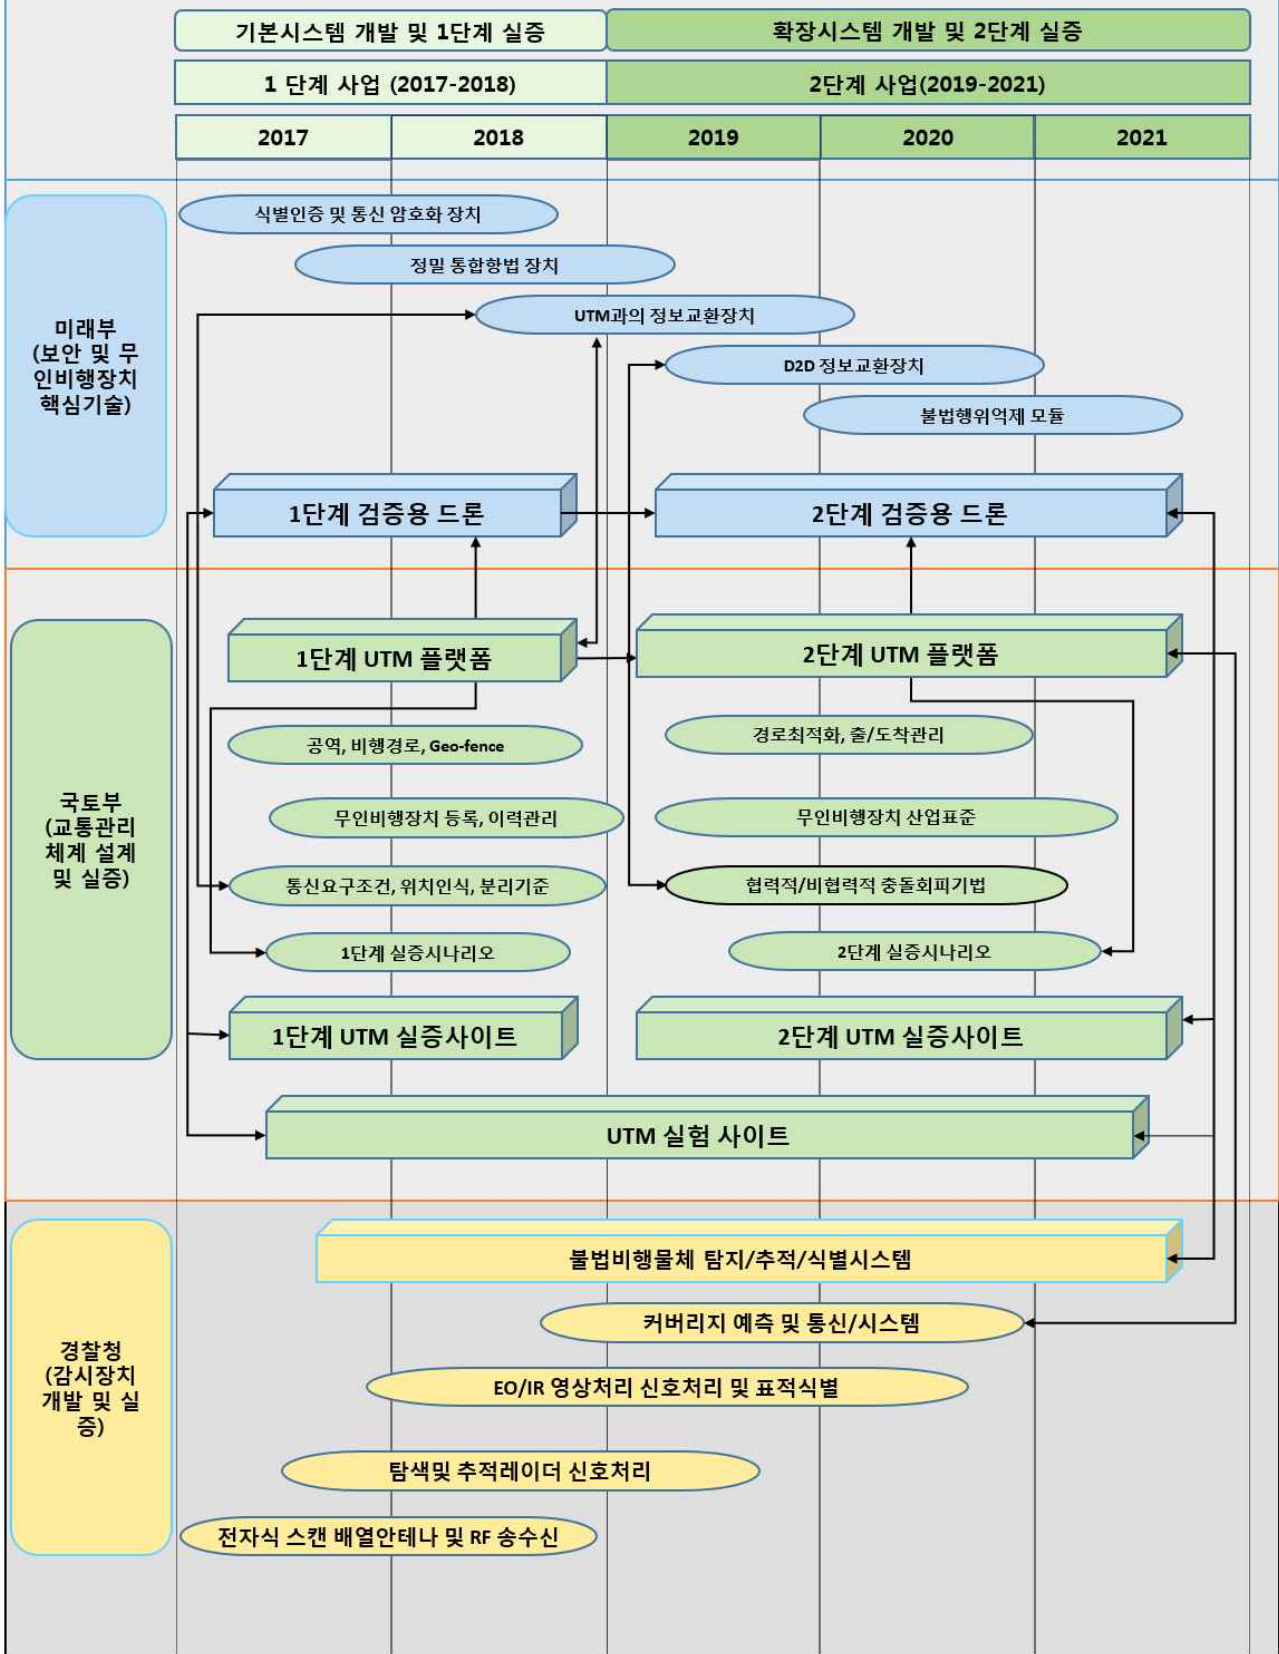 기본시스템 개발 및 1단계 실증
확장시스템 개발 및 2단계 실증
1 단계 사업 (2017-2018)
2단계 사업(2019-2021)
2017
2018
2019
2020
2021
미래부
(보안 및 무
인비행장치
핵심기술)
식별인증 및 통신 암호화 장치
정밀 통합항법 장치
UTM과의 정보교환장치
D2D 정보교환장치
불법행위억제 모듈
1단계 검증용 드론
2단계 검증용 드론
국토부
(교통관리
체계 설계
및 실증)
1단계 UTM 플랫폼
2단계 UTM 플랫폼
공역, 비행경로, Geo-fence
경로최적화, 출/도착관리
무인비행장치 등록, 이력관리
무인비행장치 산업표준
통신요구조건, 위치인식, 분리기준
협력적/비협력적 충돌회피기법
1단계 실증시나리오
2단계 실증시나리오
1단계 UTM 실증사이트
2단계 UTM 실증사이트
UTM 실험 사이트
경찰청
(감시장치
개발 및 실
증)
불법비행물체 탐지/추적/식별시스템
커버리지 예측 및 통신/시스템
EO/IR 영상처리 신호처리 및 표적식별
탐색및 추적레이더 신호처리
전자식 스캔 배열안테나 및 RF 송수신